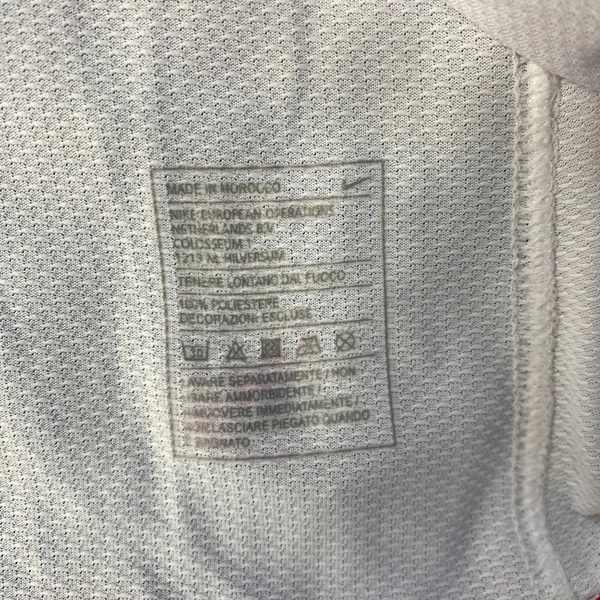 MADE IN MOROCCO
NIKE EUROPEAN OPERATIONS
NETHERLANDS B.V.
COLOSSEUM 1
1213 NL HILVERSUM
TENERE LONTANO DAL FUOCO
100% POLIESTERE
DECORAZIONI ESCLUSE
30
LAVARE SEPARATAMENTE / NON
USARE AMMORBIDENTE /
RIMUOVERE IMMEDIATAMENTE /
NON LASCIARE PIEGATO QUANDO
BAGNATO